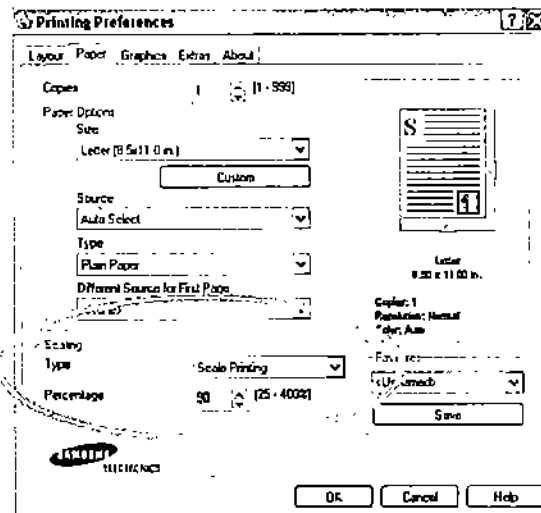 Printing Preferences
Layout Paper Graphics Extras About
Copies 1 [1 - 999]
Paper Options
Size
Letter (8.5x11.0 in.)
Custom
Source
Auto Select
Type
Plain Paper
Different Source for First Page
Letter
8.50 x 11.00 in.
Copies: 1
Resolution: Normal
Color: Auto
Scaling
Type Scale Printing
Percentage 90 [25 - 400%]
Save
ELECTRONICS
OK Cancel Help